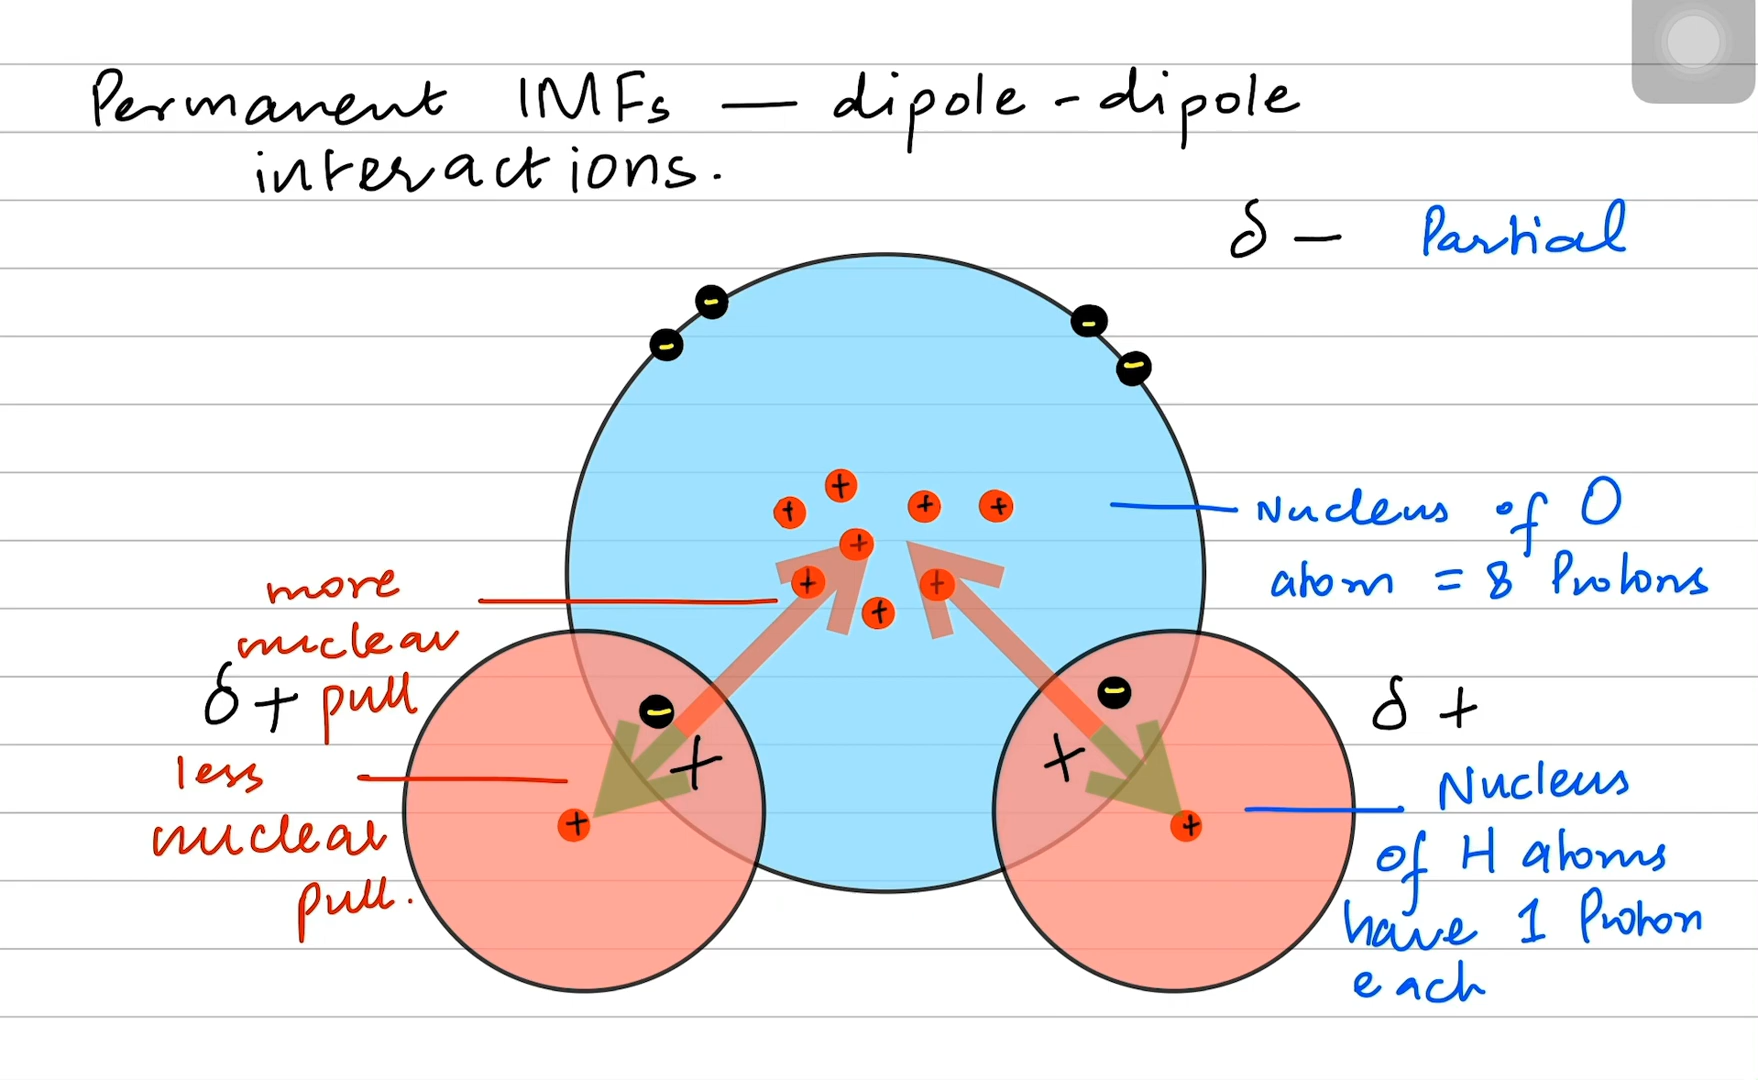 Permanent IMFs — dipole-dipole
interactions.
δ — Partial
Nucleus of O
atom = 8 Protons
more
nuclear
δ+ pull
less
nuclear
pull.
δ +
Nucleus
of H atoms
have 1 Proton
each